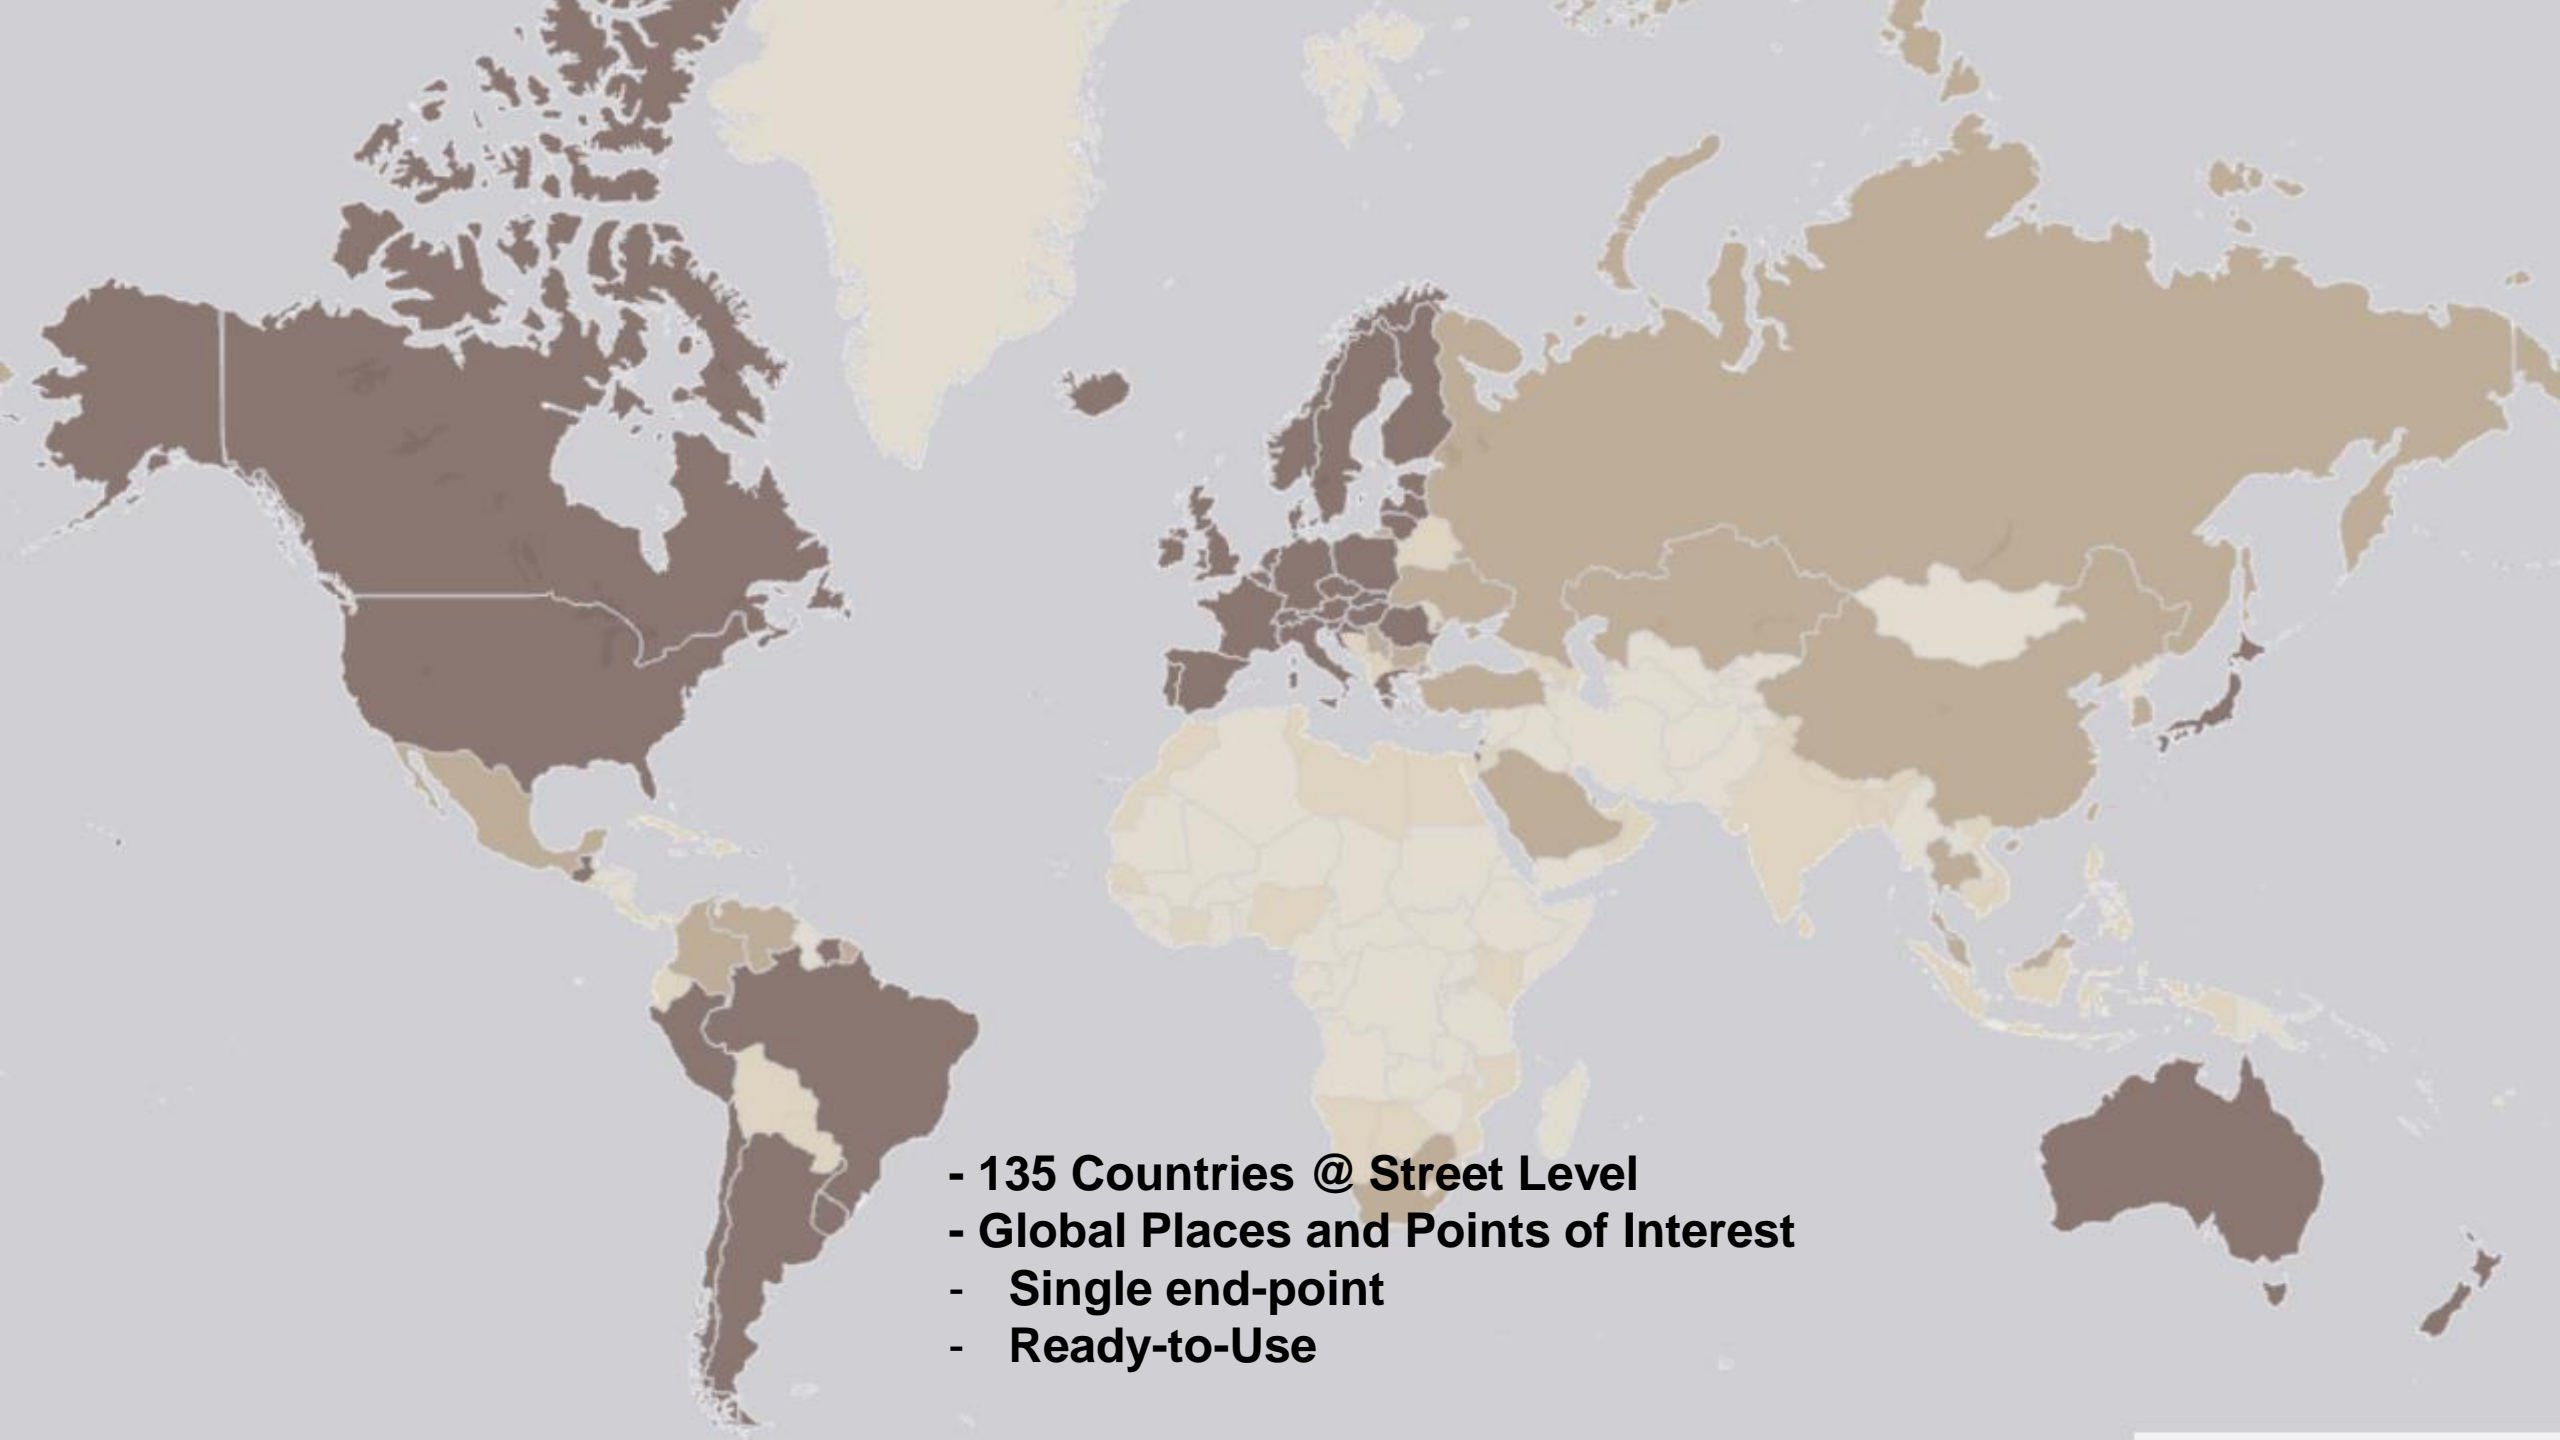 - 135 Countries @ Street Level
- Global Places and Points of Interest
- Single end-point
- Ready-to-Use